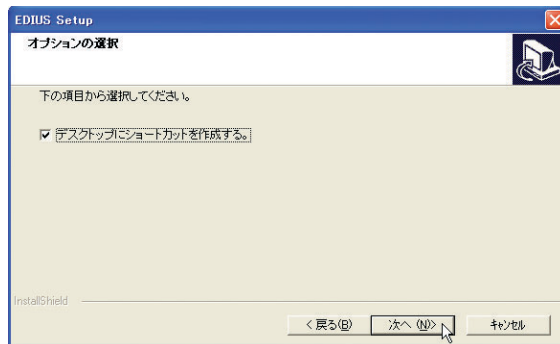 EDIUS Setup
オプションの選択
下の項目から選択してください。
デスクトップにショートカットを作成する。
InstallShield
< 戻る(B) 次へ (N)> キャンセル